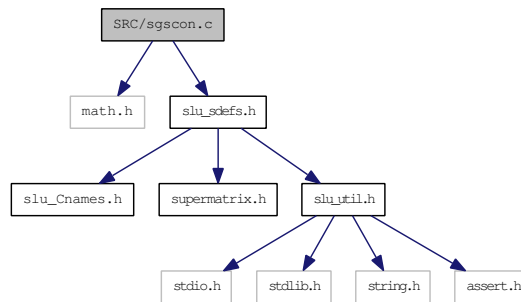 SRC/sgscon.c
math.h
slu_sdefs.h
slu_Cnames.h
supermatrix.h
slu_util.h
stdio.h
stdlib.h
string.h
assert.h